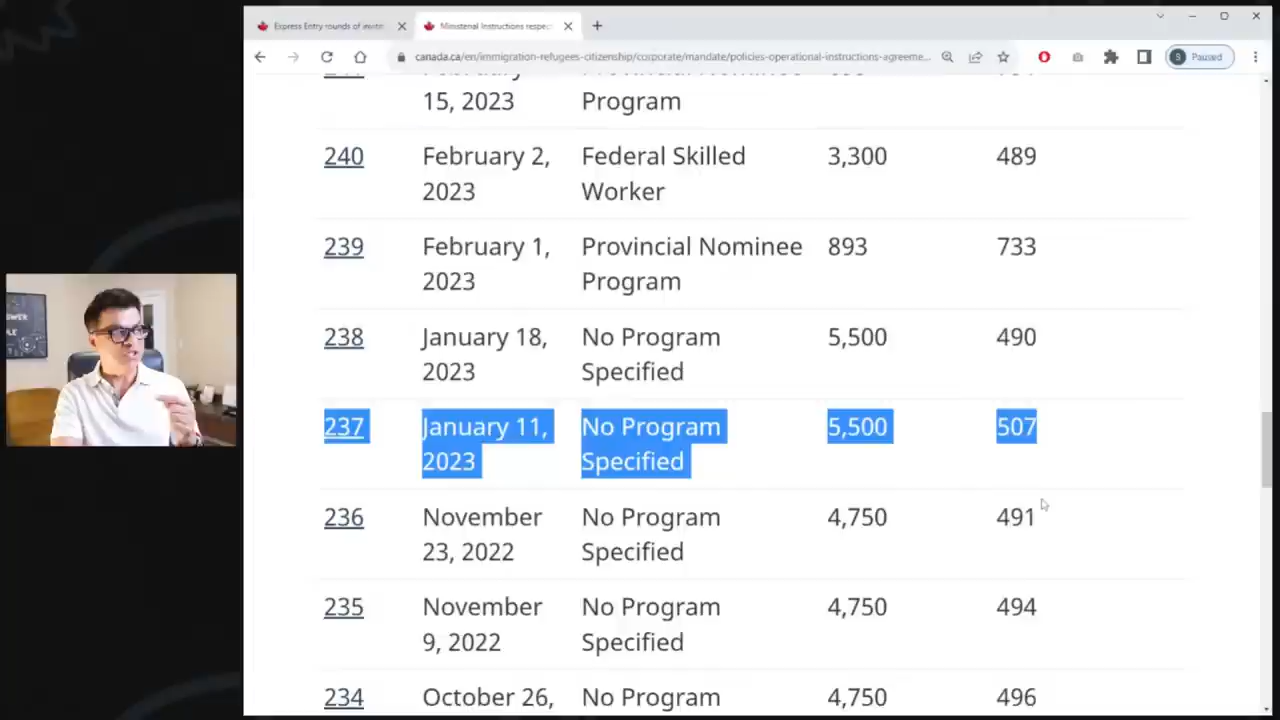 Express Entry rounds of invita
Ministerial Instructions respec
canada.ca/en/immigration-refugees-citizenship/corporate/mandate/policies-operational-instructions-agreeme...
S Paused
15, 2023 Program
240 February 2, Federal Skilled 3,300 489
2023 Worker
239 February 1, Provincial Nominee 893 733
2023 Program
238 January 18, No Program 5,500 490
2023 Specified
237 January 11, No Program 5,500 507
2023 Specified
236 November No Program 4,750 491
23, 2022 Specified
235 November No Program 4,750 494
9, 2022 Specified
234 October 26, No Program 4,750 496